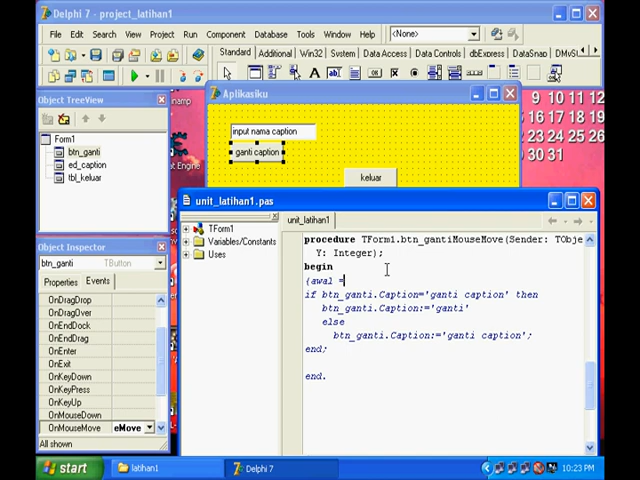 Delphi 7 - project_latihan1
File Edit Search View Project Run Component Database Tools Window Help
<None>
Standard Additional Win32 System Data Access Data Controls dbExpress DataSnap
Object TreeView
Form1
btn_ganti
ed_caption
tbl_keluar
Aplikasiku
input nama caption
ganti caption
keluar
9 10 11 12
16 17 18 19
23 24 25 26
30 31
unit_latihan1.pas
TForm1
Variables/Constants
Uses
unit_latihan1
procedure TForm1.btn_gantiMouseMove(Sender: TObje
Y: Integer);
begin
{awal =
if btn_ganti.Caption='ganti caption' then
btn_ganti.Caption:='ganti'
else
btn_ganti.Caption:='ganti caption';
end;
end.
Object Inspector
btn_ganti TButton
Properties Events
OnDragDrop
OnDragOver
OnEndDock
OnEndDrag
OnEnter
OnExit
OnKeyDown
OnKeyPress
OnKeyUp
OnMouseDown
OnMouseMove eMove
All shown
start
latihan1
Delphi 7
10:23 PM